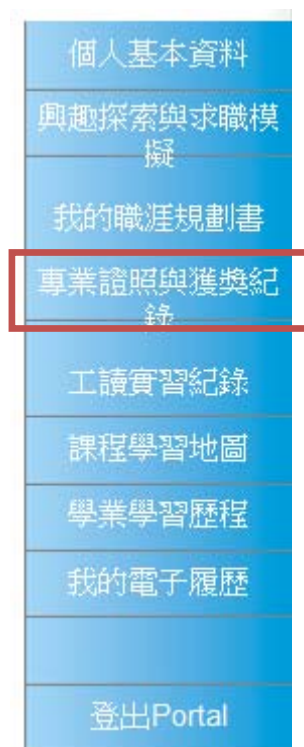 個人基本資料
興趣探索與求職模
擬
我的職涯規劃書
專業證照與獲獎紀
錄
工讀實習紀錄
課程學習地圖
學業學習歷程
我的電子履歷
登出Portal